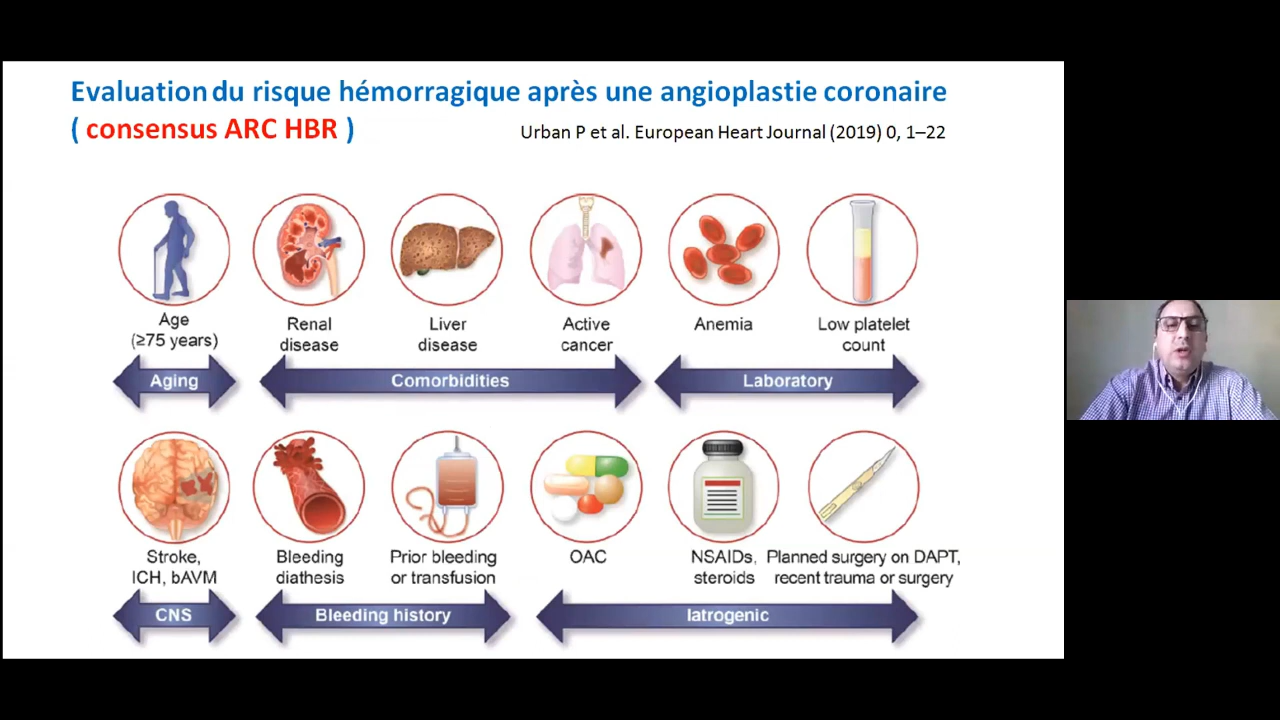 Evaluation du risque hémorragique après une angioplastie coronaire
( consensus ARC HBR )
Urban P et al. European Heart Journal (2019) 0, 1–22
Age
(≥75 years)
Renal
disease
Liver
disease
Active
cancer
Anemia
Low platelet
count
Aging
Comorbidities
Laboratory
Stroke,
ICH, bAVM
Bleeding
diathesis
Prior bleeding
or transfusion
OAC
NSAIDs,
steroids
Planned surgery on DAPT,
recent trauma or surgery
CNS
Bleeding history
Iatrogenic